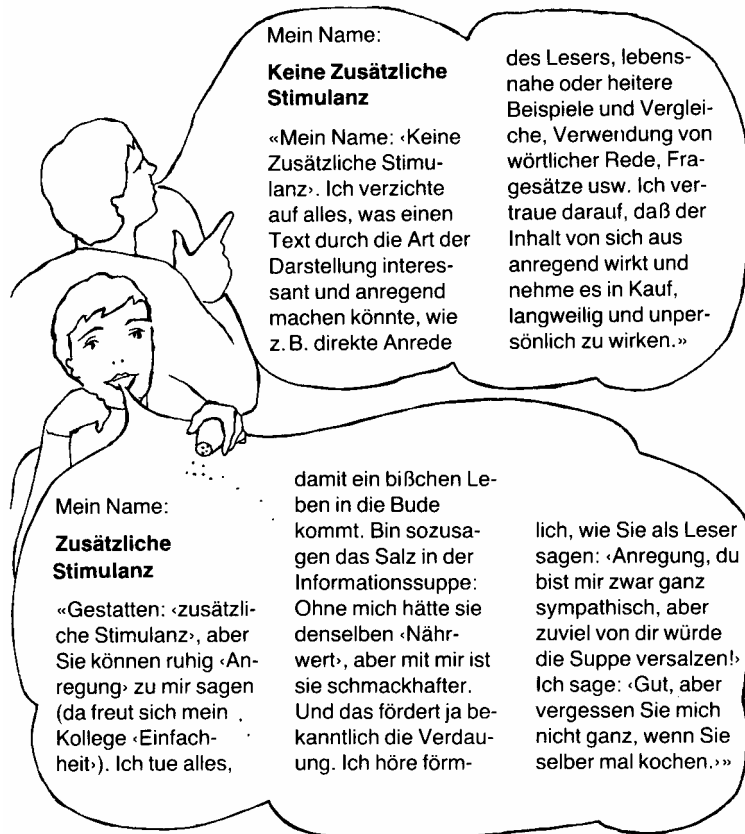 Mein Name:
Keine Zusätzliche
Stimulanz
«Mein Name: ‹Keine
Zusätzliche Stimu-
lanz›. Ich verzichte
auf alles, was einen
Text durch die Art der
Darstellung interes-
sant und anregend
machen könnte, wie
z. B. direkte Anrede
des Lesers, lebens-
nahe oder heitere
Beispiele und Verglei-
che, Verwendung von
wörtlicher Rede, Fra-
gesätze usw. Ich ver-
traue darauf, daß der
Inhalt von sich aus
anregend wirkt und
nehme es in Kauf,
langweilig und unper-
sönlich zu wirken.»
Mein Name:
Zusätzliche
Stimulanz
«Gestatten: ‹zusätzli-
che Stimulanz›, aber
Sie können ruhig ‹An-
regung› zu mir sagen
(da freut sich mein
Kollege ‹Einfach-
heit›). Ich tue alles,
damit ein bißchen Le-
ben in die Bude
kommt. Bin sozusa-
gen das Salz in der
Informationssuppe:
Ohne mich hätte sie
denselben ‹Nähr-
wert›, aber mit mir ist
sie schmackhafter.
Und das fördert ja be-
kanntlich die Verdau-
ung. Ich höre förm-
lich, wie Sie als Leser
sagen: ‹Anregung, du
bist mir zwar ganz
sympathisch, aber
zuviel von dir würde
die Suppe versalzen!›
Ich sage: ‹Gut, aber
vergessen Sie mich
nicht ganz, wenn Sie
selber mal kochen.›»